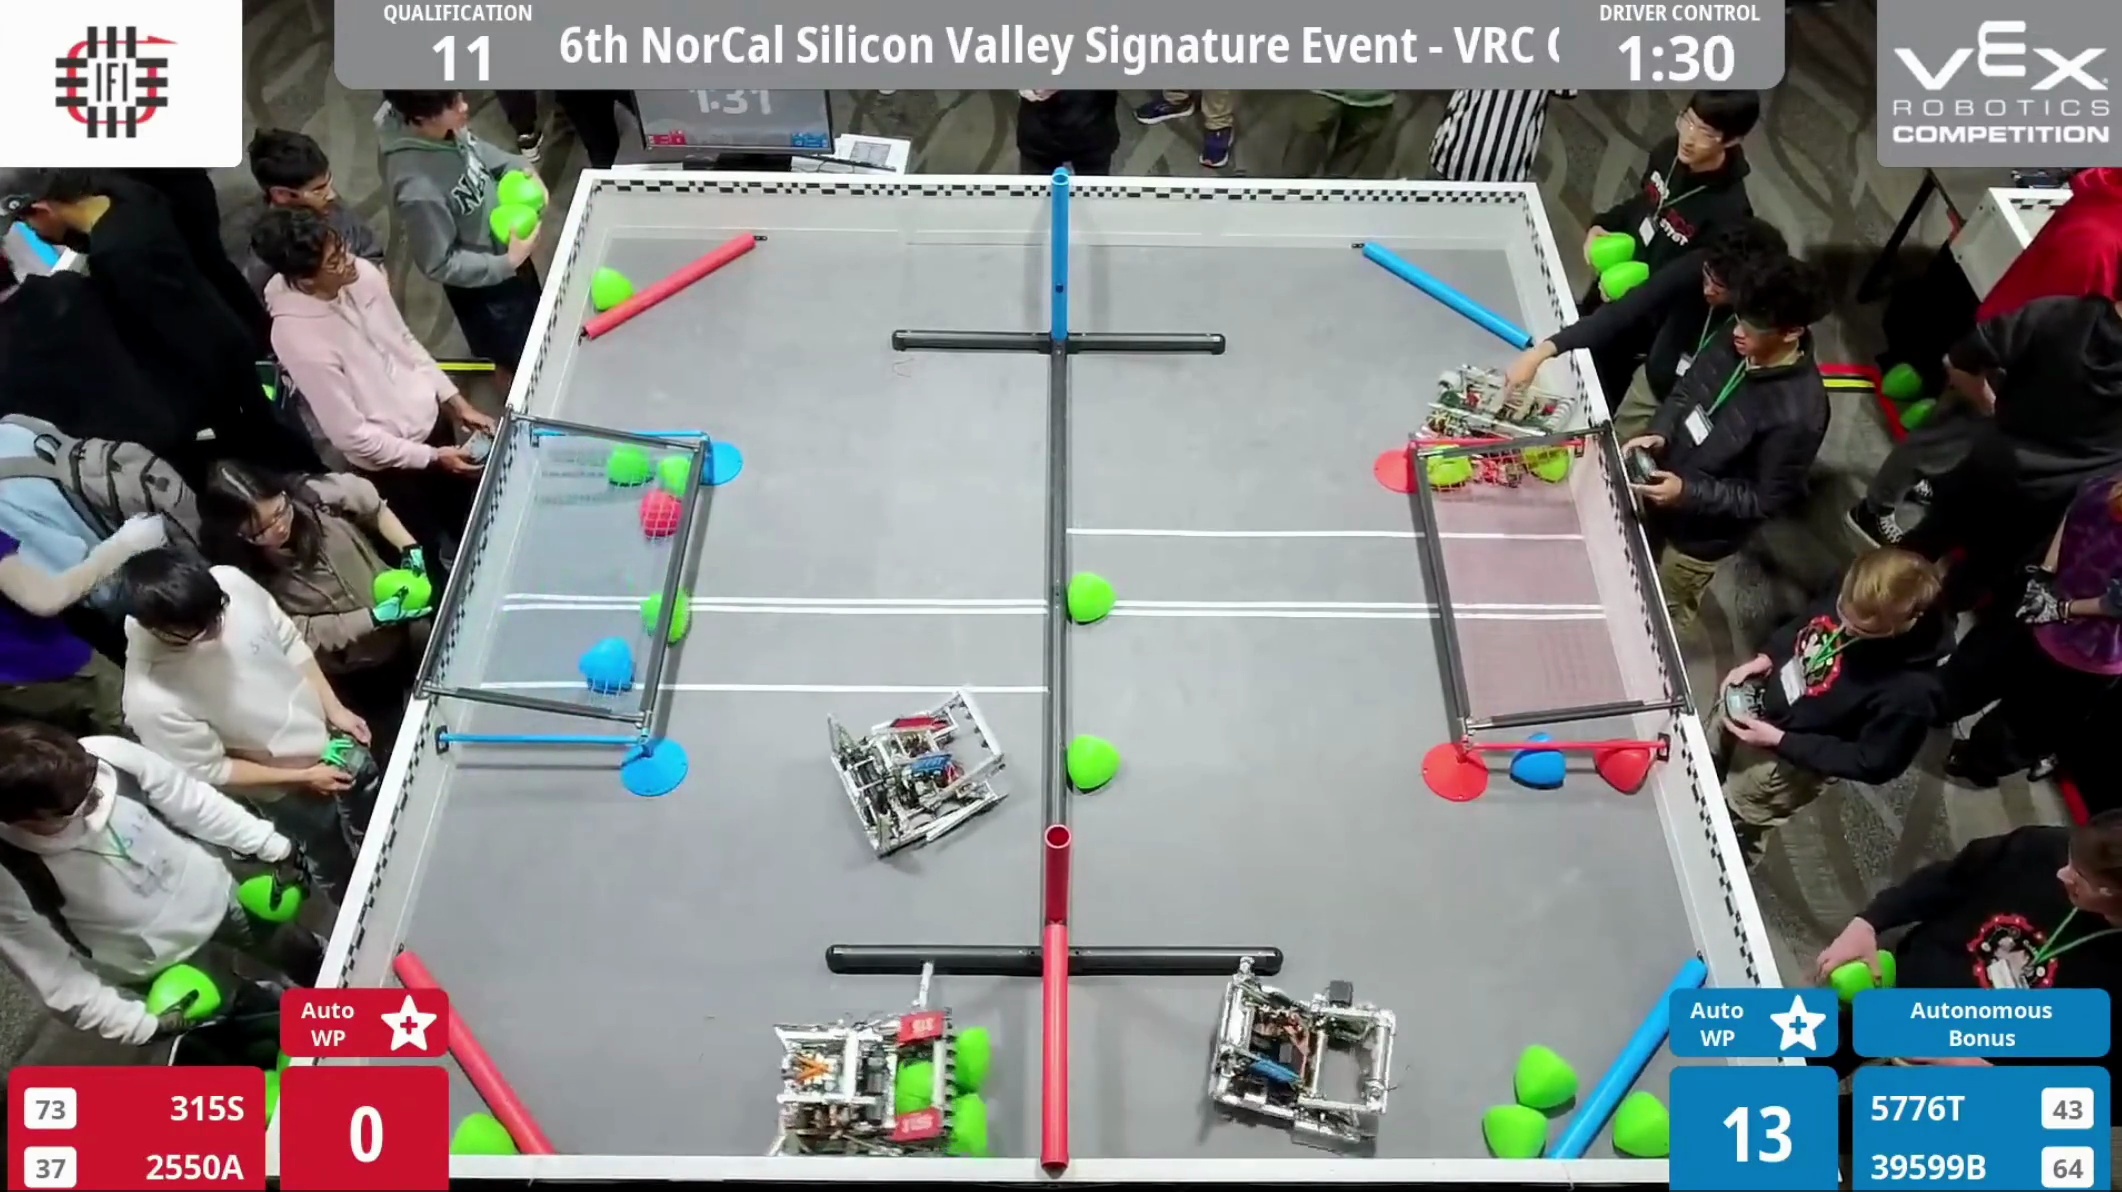 QUALIFICATION
11
6th NorCal Silicon Valley Signature Event - VRC
DRIVER CONTROL
1:30
IFI
VEX
ROBOTICS
COMPETITION
1:31
315
Auto
WP
73 315S
37 2550A
0
Auto
WP
13
Autonomous
Bonus
5776T 43
39599B 64